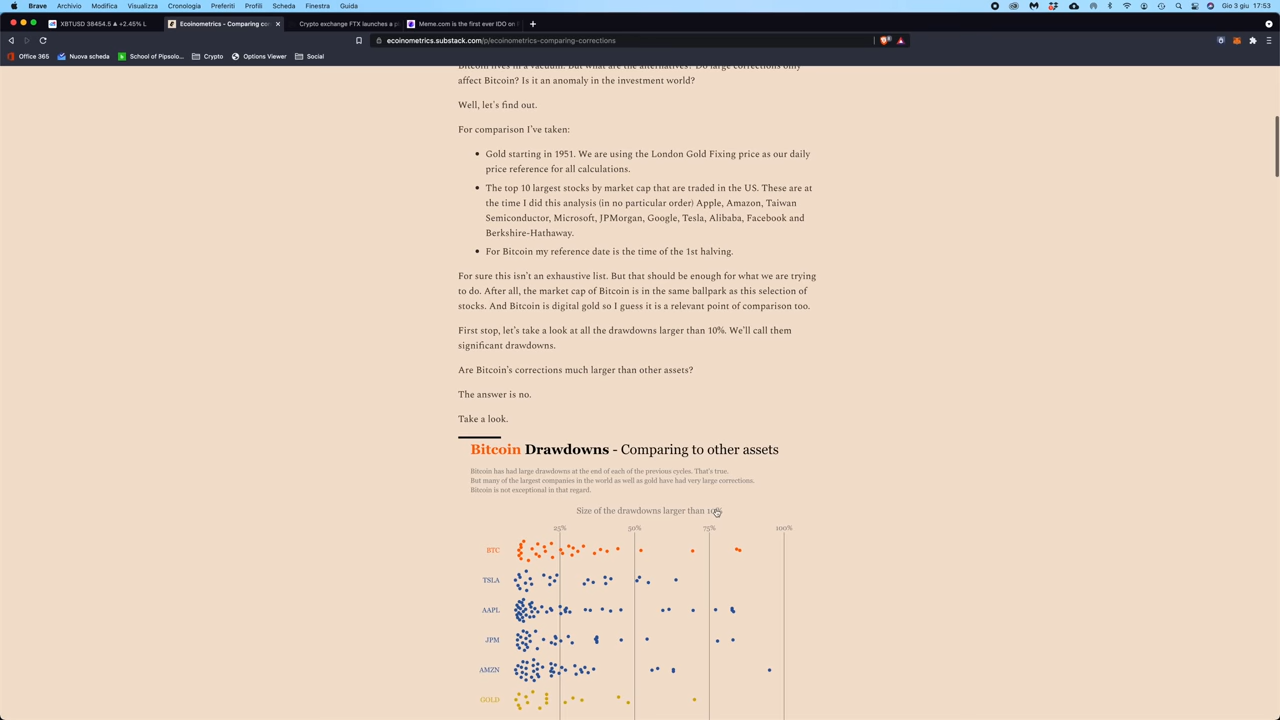 Brave Archivio Modifica Visualizza Cronologia Preferiti Profili Scheda Finestra Guida Gio 3 giu 17:53
XBTUSD 38454.5 ▲ +2.45% L Ecoinometrics - Comparing co Crypto exchange FTX launches a p Meme.com is the first ever IDO on
ecoinometrics.substack.com/p/ecoinometrics-comparing-corrections
Office 365 Nuova scheda School of Pipsolo... Crypto Options Viewer Social
Bitcoin lives in a vacuum. But what are the alternatives? Do large corrections only
affect Bitcoin? Is it an anomaly in the investment world?
Well, let's find out.
For comparison I've taken:
• Gold starting in 1951. We are using the London Gold Fixing price as our daily
price reference for all calculations.
• The top 10 largest stocks by market cap that are traded in the US. These are at
the time I did this analysis (in no particular order) Apple, Amazon, Taiwan
Semiconductor, Microsoft, JPMorgan, Google, Tesla, Alibaba, Facebook and
Berkshire-Hathaway.
• For Bitcoin my reference date is the time of the 1st halving.
For sure this isn't an exhaustive list. But that should be enough for what we are trying
to do. After all, the market cap of Bitcoin is in the same ballpark as this selection of
stocks. And Bitcoin is digital gold so I guess it is a relevant point of comparison too.
First stop, let's take a look at all the drawdowns larger than 10%. We'll call them
significant drawdowns.
Are Bitcoin's corrections much larger than other assets?
The answer is no.
Take a look.
Bitcoin Drawdowns - Comparing to other assets
Bitcoin has had large drawdowns at the end of each of the previous cycles. That's true.
But many of the largest companies in the world as well as gold have had very large corrections.
Bitcoin is not exceptional in that regard.
Size of the drawdowns larger than 10%
25% 50% 75% 100%
BTC
TSLA
AAPL
JPM
AMZN
GOLD